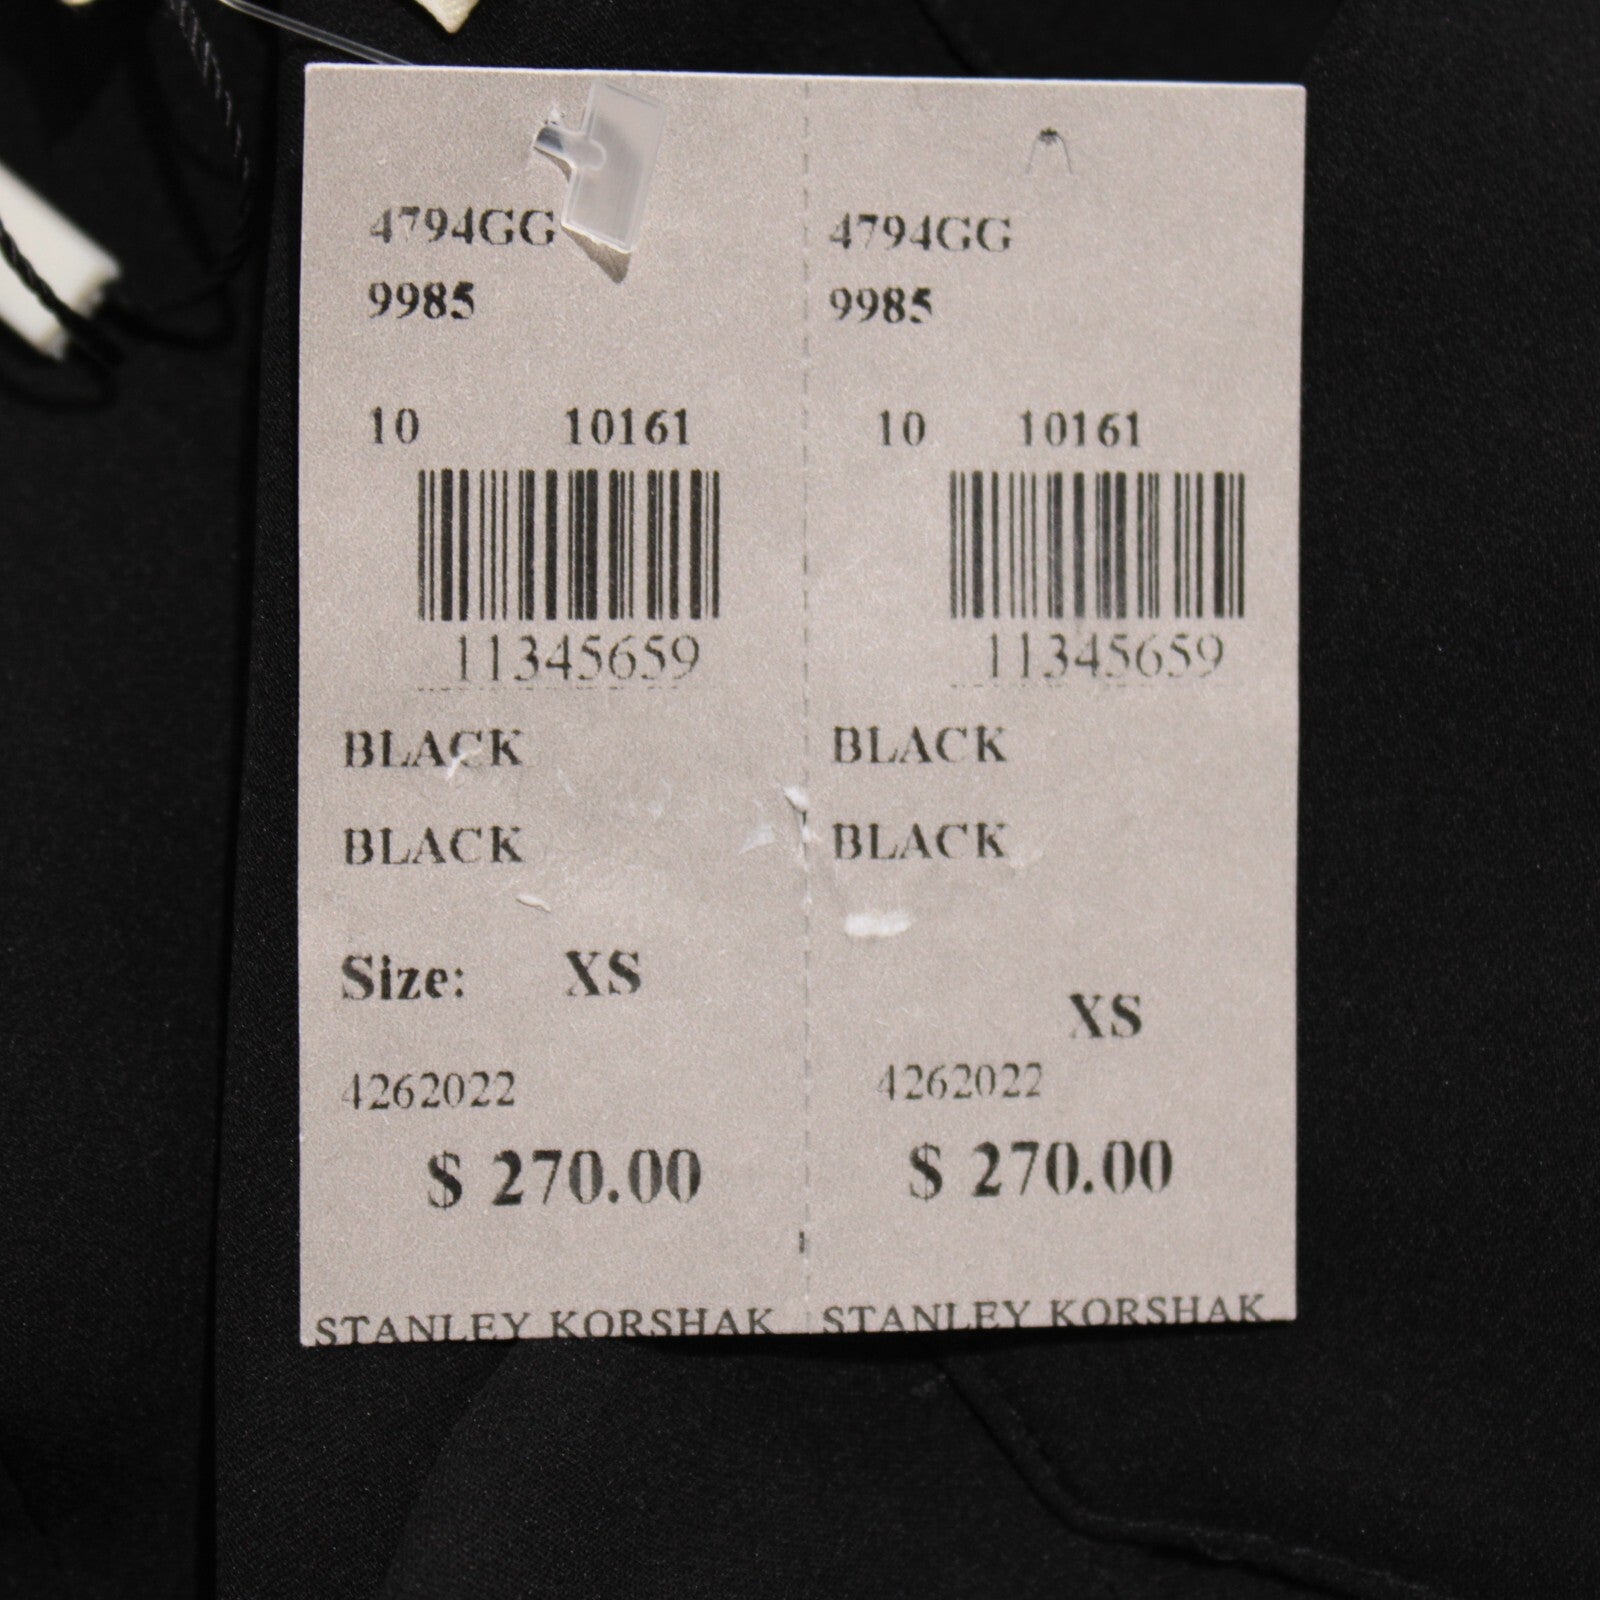 4794GG
9985
10 10161
11345659
BLACK
BLACK
Size: XS
4262022
$ 270.00
STANLEY KORSHAK
4794GG
9985
10 10161
11345659
BLACK
BLACK
XS
4262022
$ 270.00
STANLEY KORSHAK